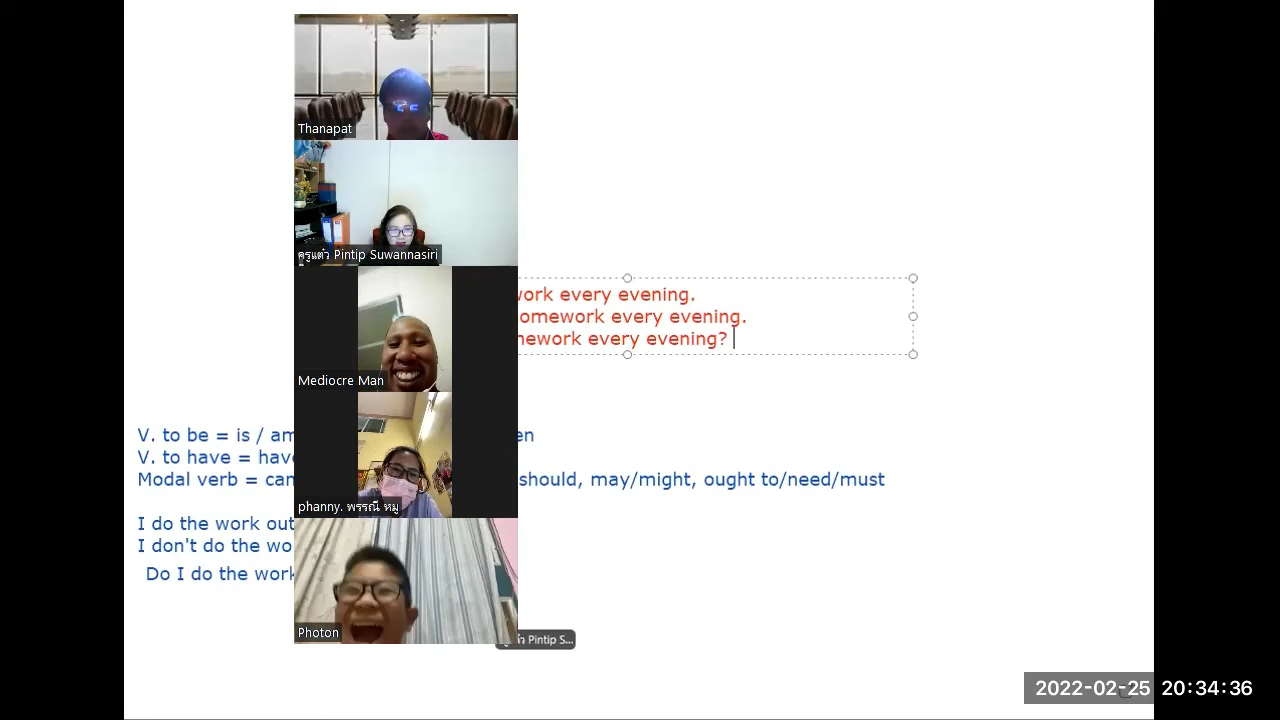 Thanapat
ครูแต๋ว Pintip Suwannasiri
work every evening.
omework every evening.
mework every evening?
Mediocre Man
V. to be = is / am en
V. to have = have
Modal verb = can should, may/might, ought to/need/must
phanny. พรรณี หมู
I do the work out
I don't do the wo
Do I do the work
Photon
Pintip S...
2022-02-25 20:34:36